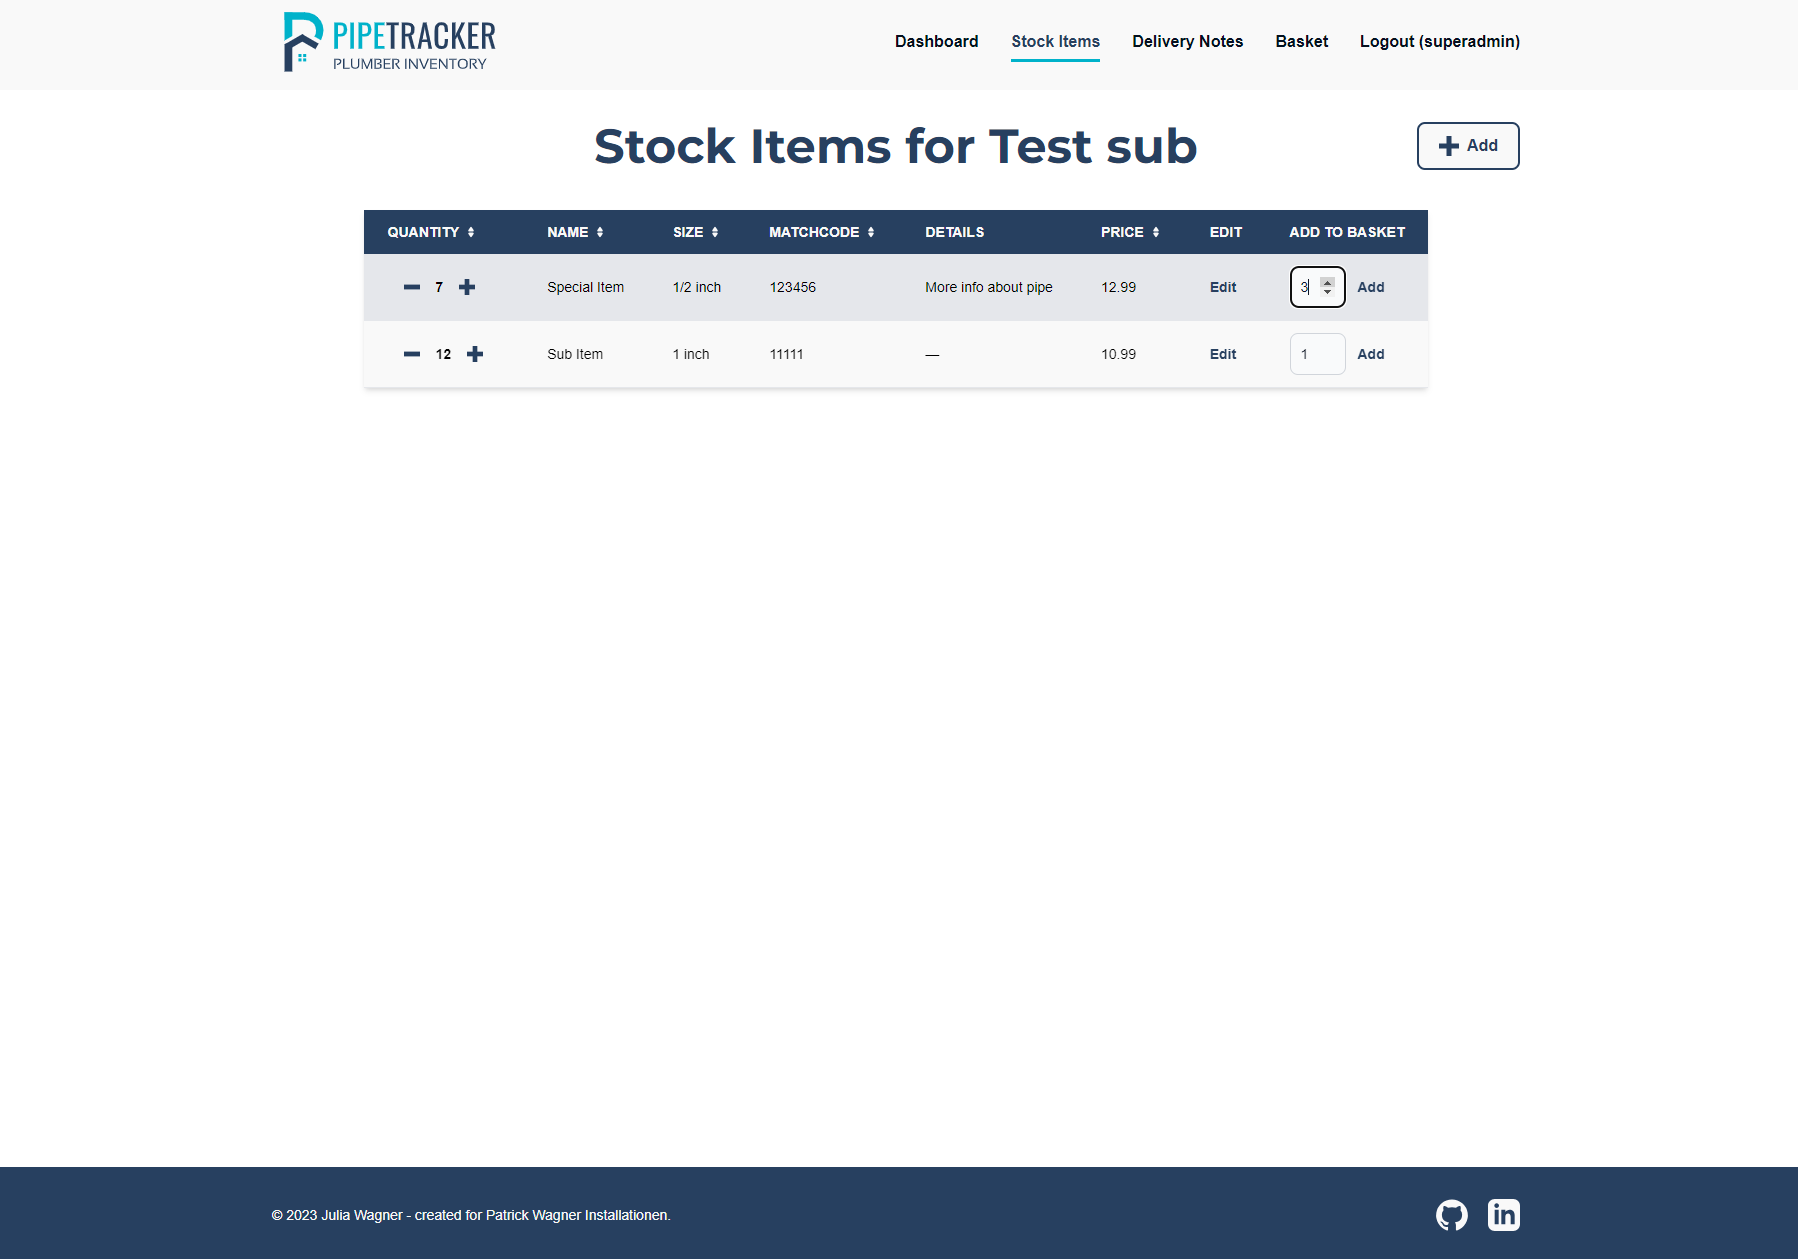 PIPETRACKER
PLUMBER INVENTORY
Dashboard Stock Items Delivery Notes Basket Logout (superadmin)
Stock Items for Test sub
Add
QUANTITY NAME SIZE MATCHCODE DETAILS PRICE EDIT ADD TO BASKET
7 Special Item 1/2 inch 123456 More info about pipe 12.99 Edit 3 Add
12 Sub Item 1 inch 11111 — 10.99 Edit 1 Add
© 2023 Julia Wagner - created for Patrick Wagner Installationen.
in